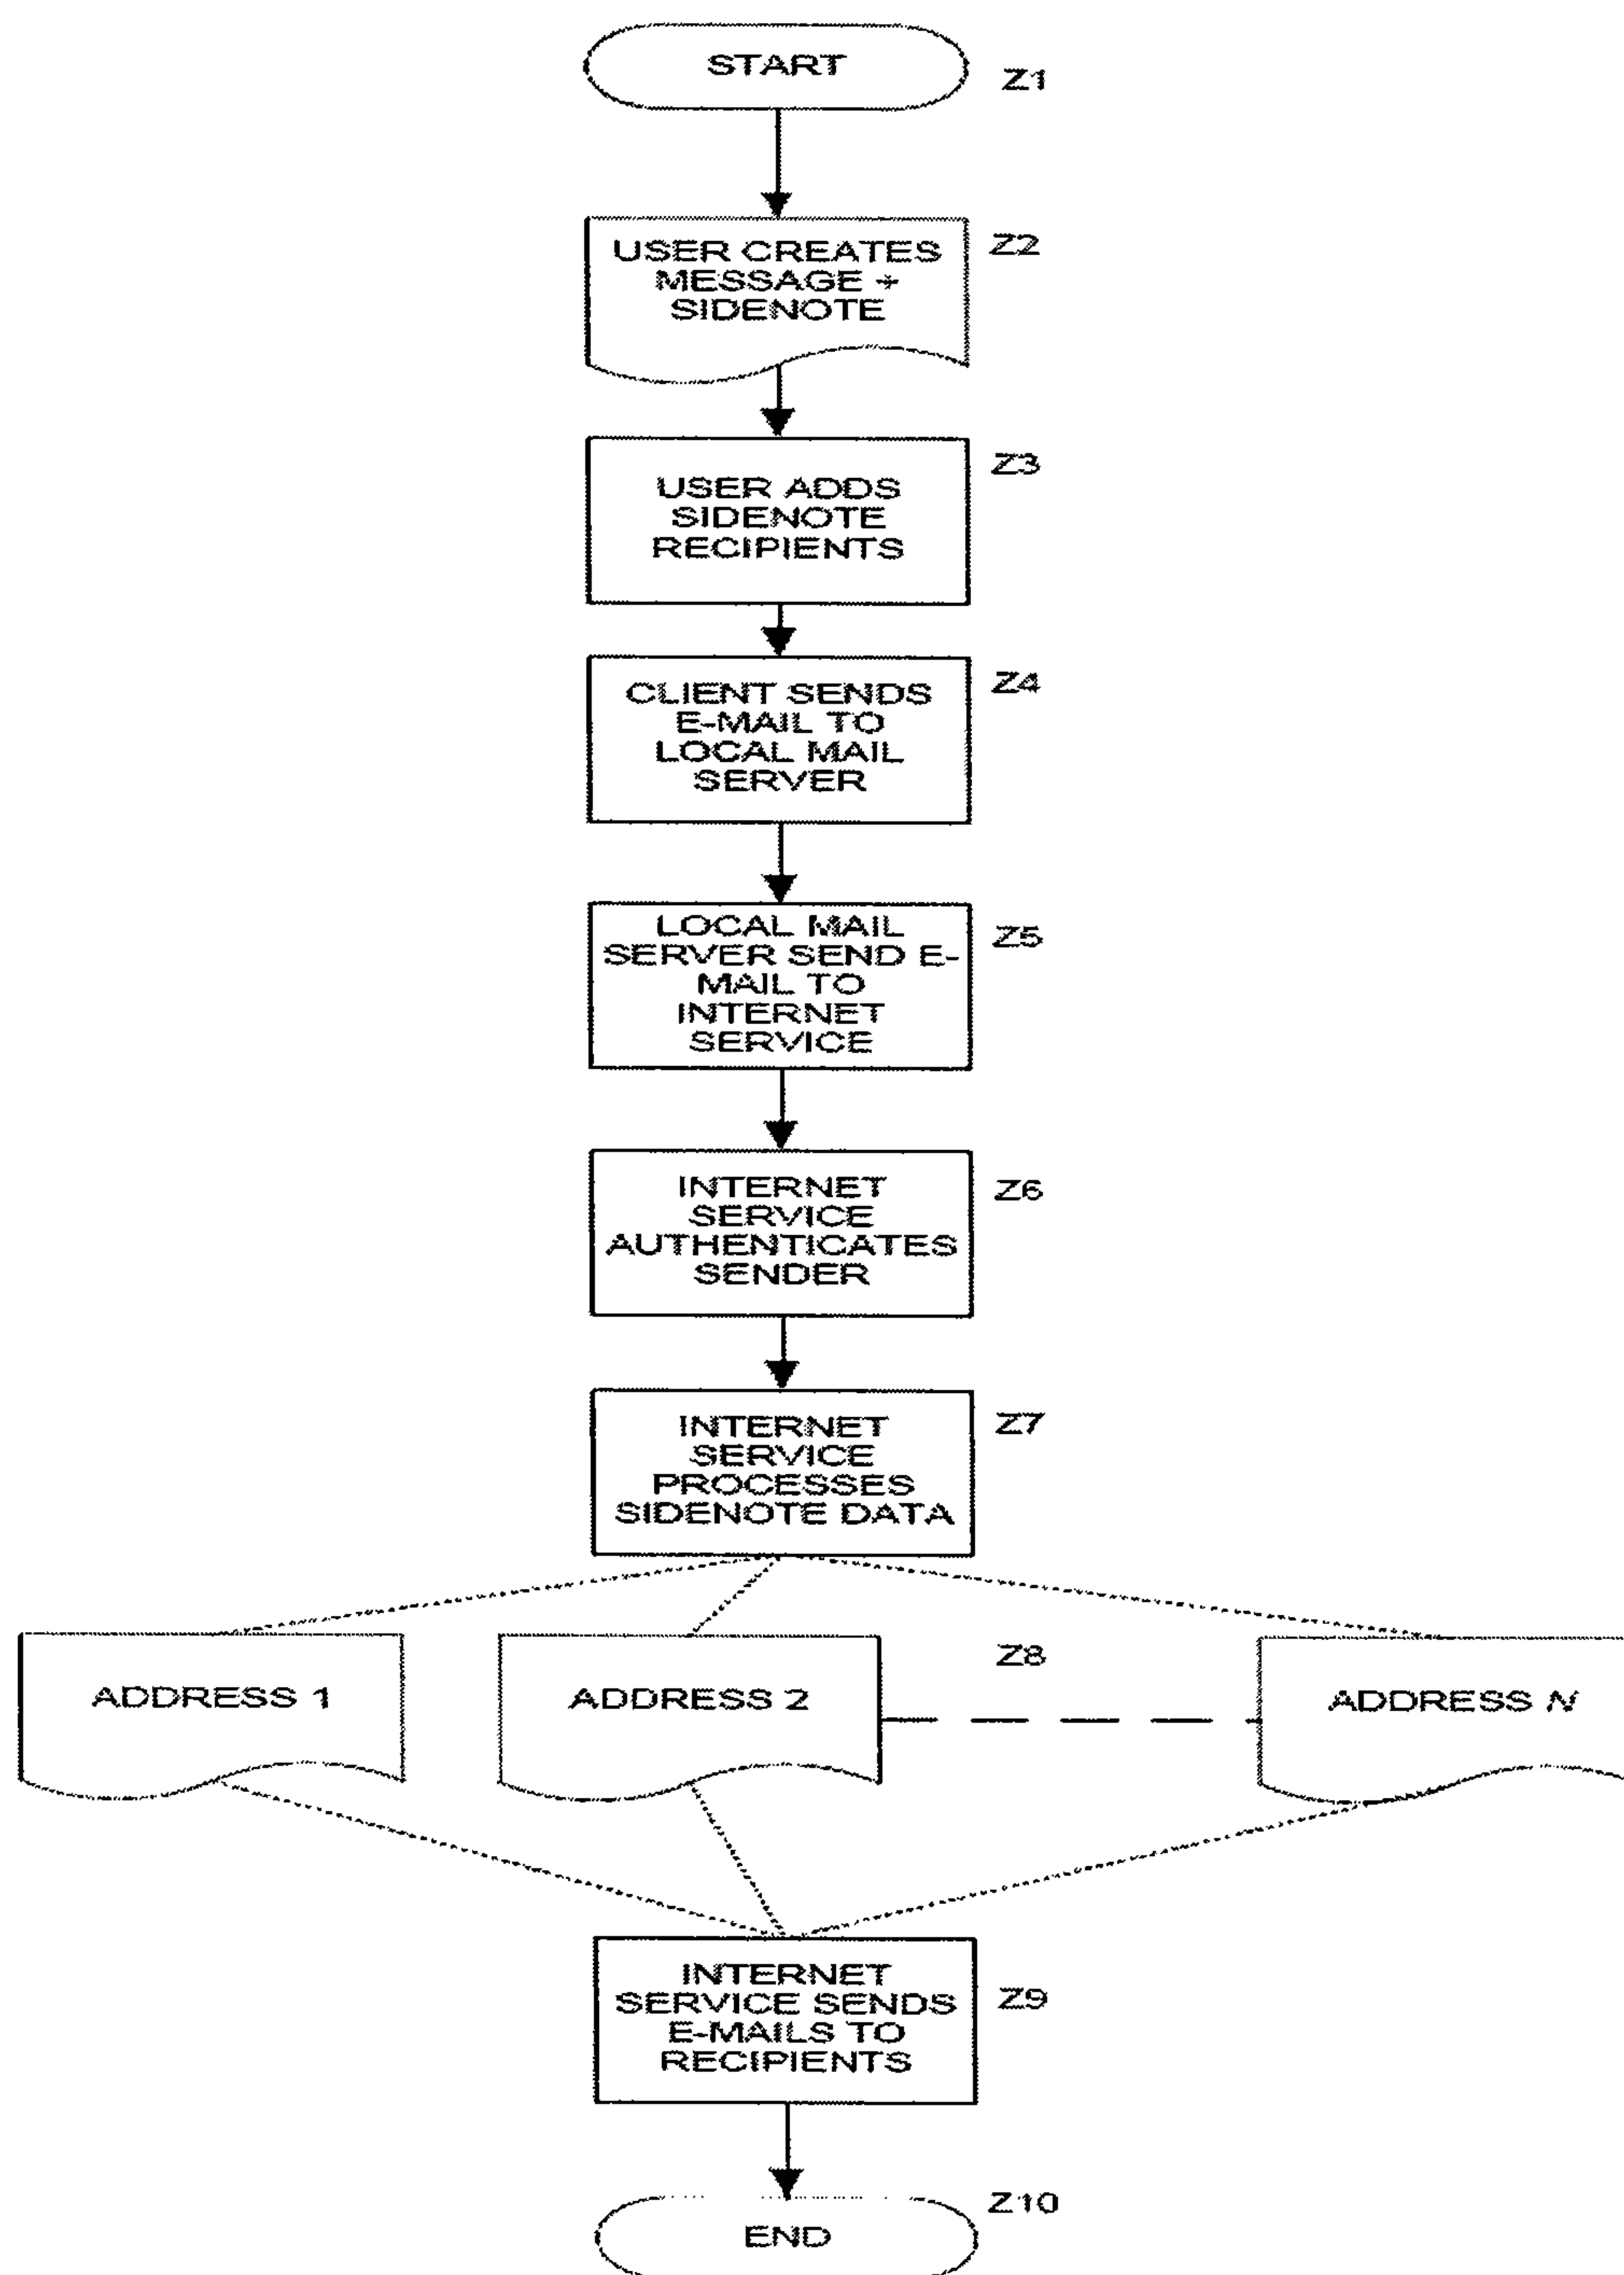 START
Z1
USER CREATES
MESSAGE +
SIDENOTE
Z2
USER ADDS
SIDENOTE
RECIPIENTS
Z3
CLIENT SENDS
E-MAIL TO
LOCAL MAIL
SERVER
Z4
LOCAL MAIL
SERVER SEND E-
MAIL TO
INTERNET
SERVICE
Z5
INTERNET
SERVICE
AUTHENTICATES
SENDER
Z6
INTERNET
SERVICE
PROCESSES
SIDENOTE DATA
Z7
ADDRESS 1
ADDRESS 2
Z8
ADDRESS N
INTERNET
SERVICE SENDS
E-MAILS TO
RECIPIENTS
Z9
END
Z10